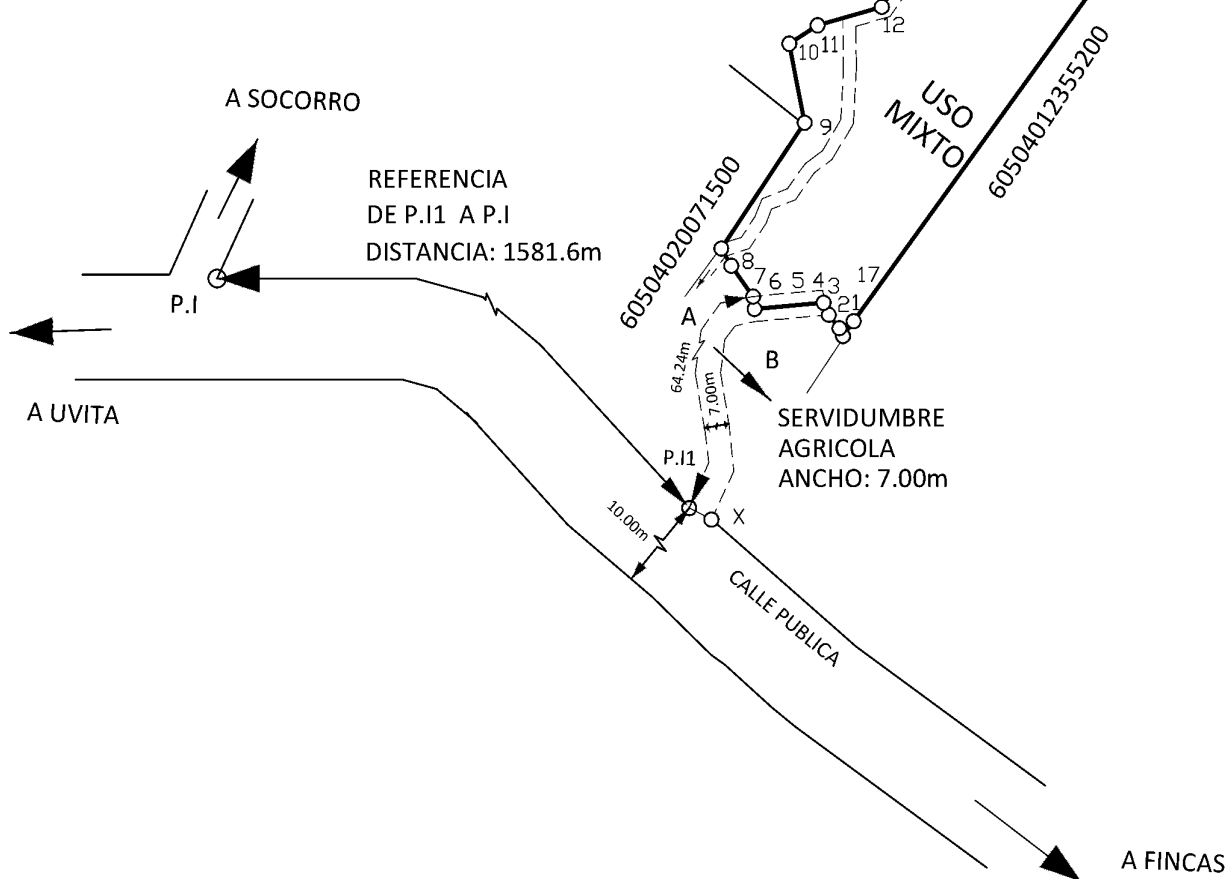 12
11
10
A SOCORRO
USO
MIXTO
9
60504012355200
REFERENCIA
DE P.I1 A P.I
DISTANCIA: 1581.6m
60504020071500
8
7
6
5
4
3
17
21
P.I
A
B
64.24m
7.00m
A UVITA
SERVIDUMBRE
AGRICOLA
ANCHO: 7.00m
P.I1
X
10.00m
CALLE PUBLICA
A FINCAS